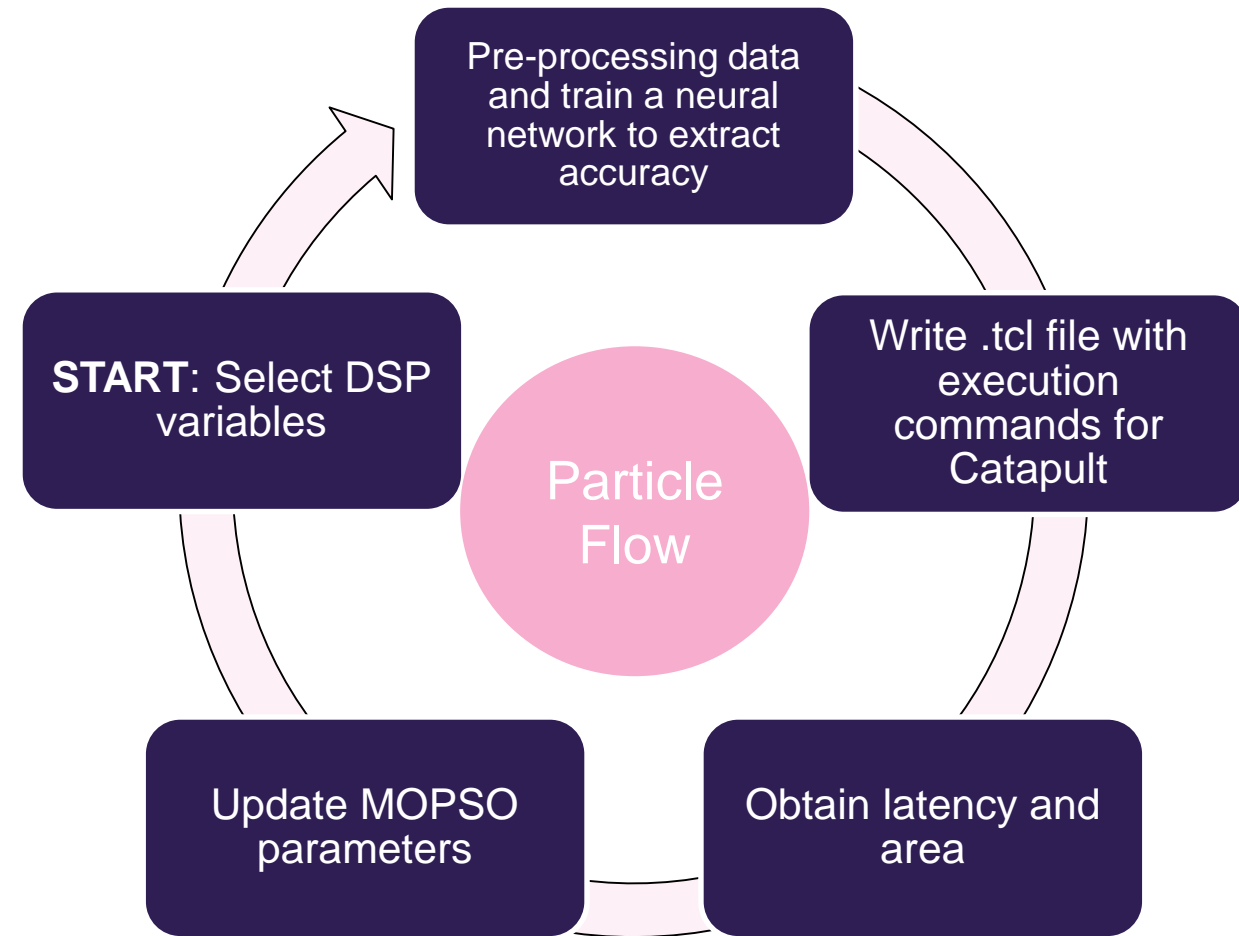 Pre-processing data
and train a neural
network to extract
accuracy
START: Select DSP
variables
Write .tcl file with
execution
commands for
Catapult
Particle
Flow
Update MOPSO
parameters
Obtain latency and
area